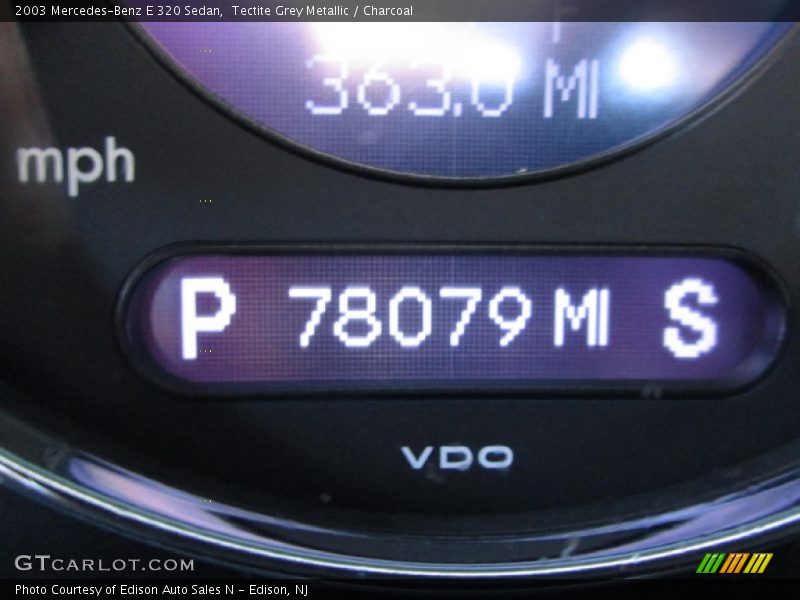 2003 Mercedes-Benz E 320 Sedan,  Tectite Grey Metallic / Charcoal
363.0 MI
mph
P 78079 MI S
VDO
GTCARLOT.COM
Photo Courtesy of Edison Auto Sales N - Edison, NJ